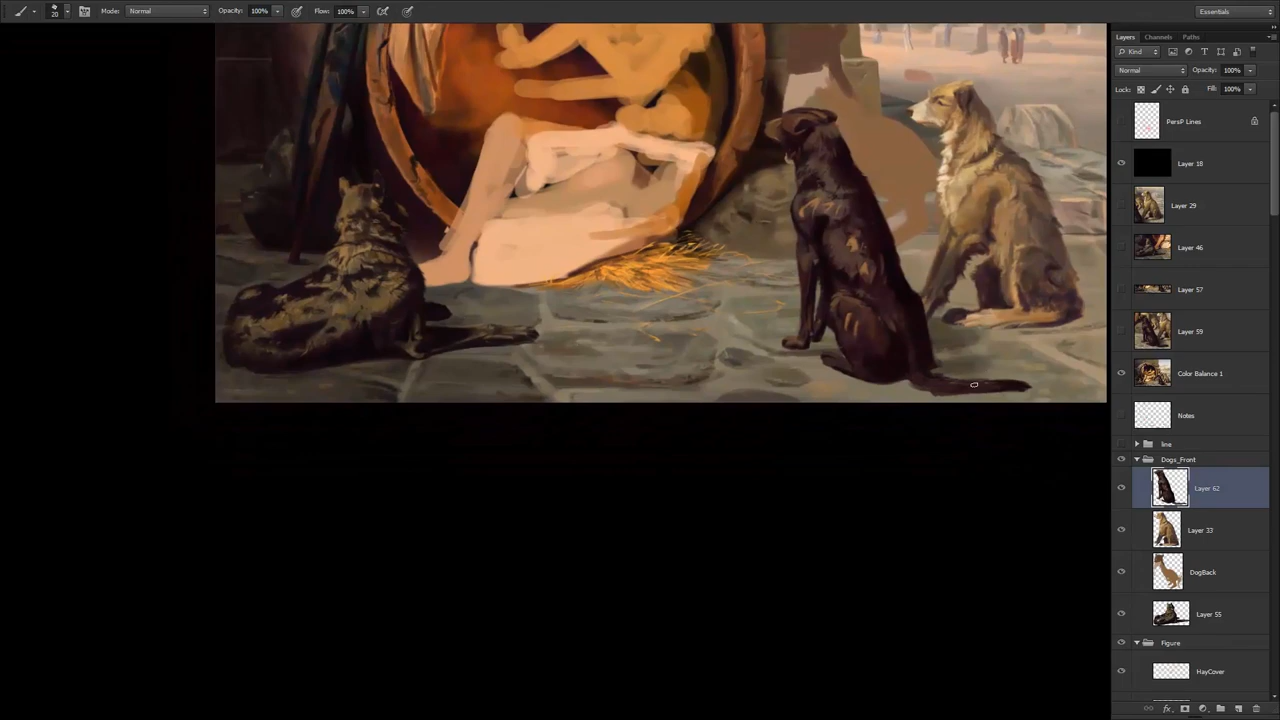 20 Mode: Normal Opacity: 100% Flow: 100% Essentials
Layers Channels Paths
Kind
Normal Opacity: 100%
Lock: Fill: 100%
PersP Lines
Layer 18
Layer 29
Layer 46
Layer 57
Layer 59
Color Balance 1
Notes
line
Dogs_Front
Layer 62
Layer 33
DogBack
Layer 55
Figure
HayCover
fx